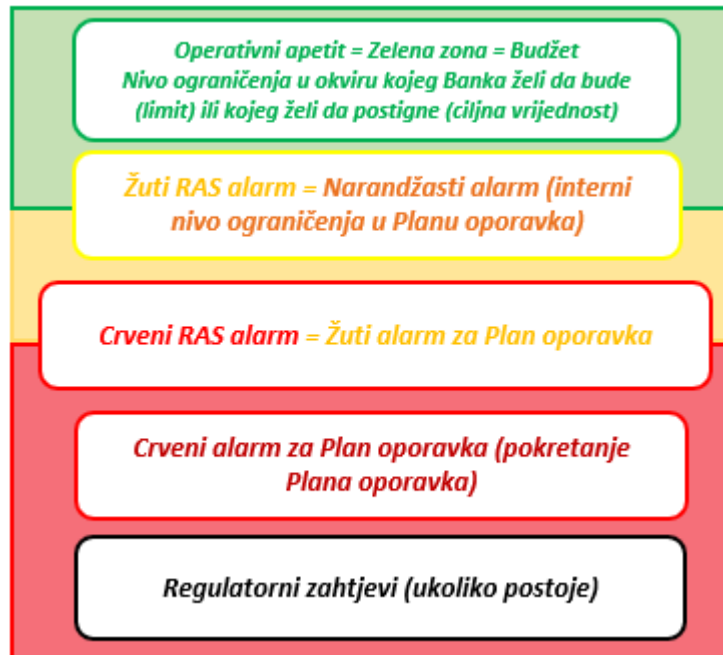 Operativni apetit = Zelena zona = Budžet
Nivo ograničenja u okviru kojeg Banka želi da bude
(limit) ili kojeg želi da postigne (ciljna vrijednost)
Žuti RAS alarm = Narandžasti alarm (interni
nivo ograničenja u Planu oporavka)
Crveni RAS alarm = Žuti alarm za Plan oporavka
Crveni alarm za Plan oporavka (pokretanje
Plana oporavka)
Regulatorni zahtjevi (ukoliko postoje)